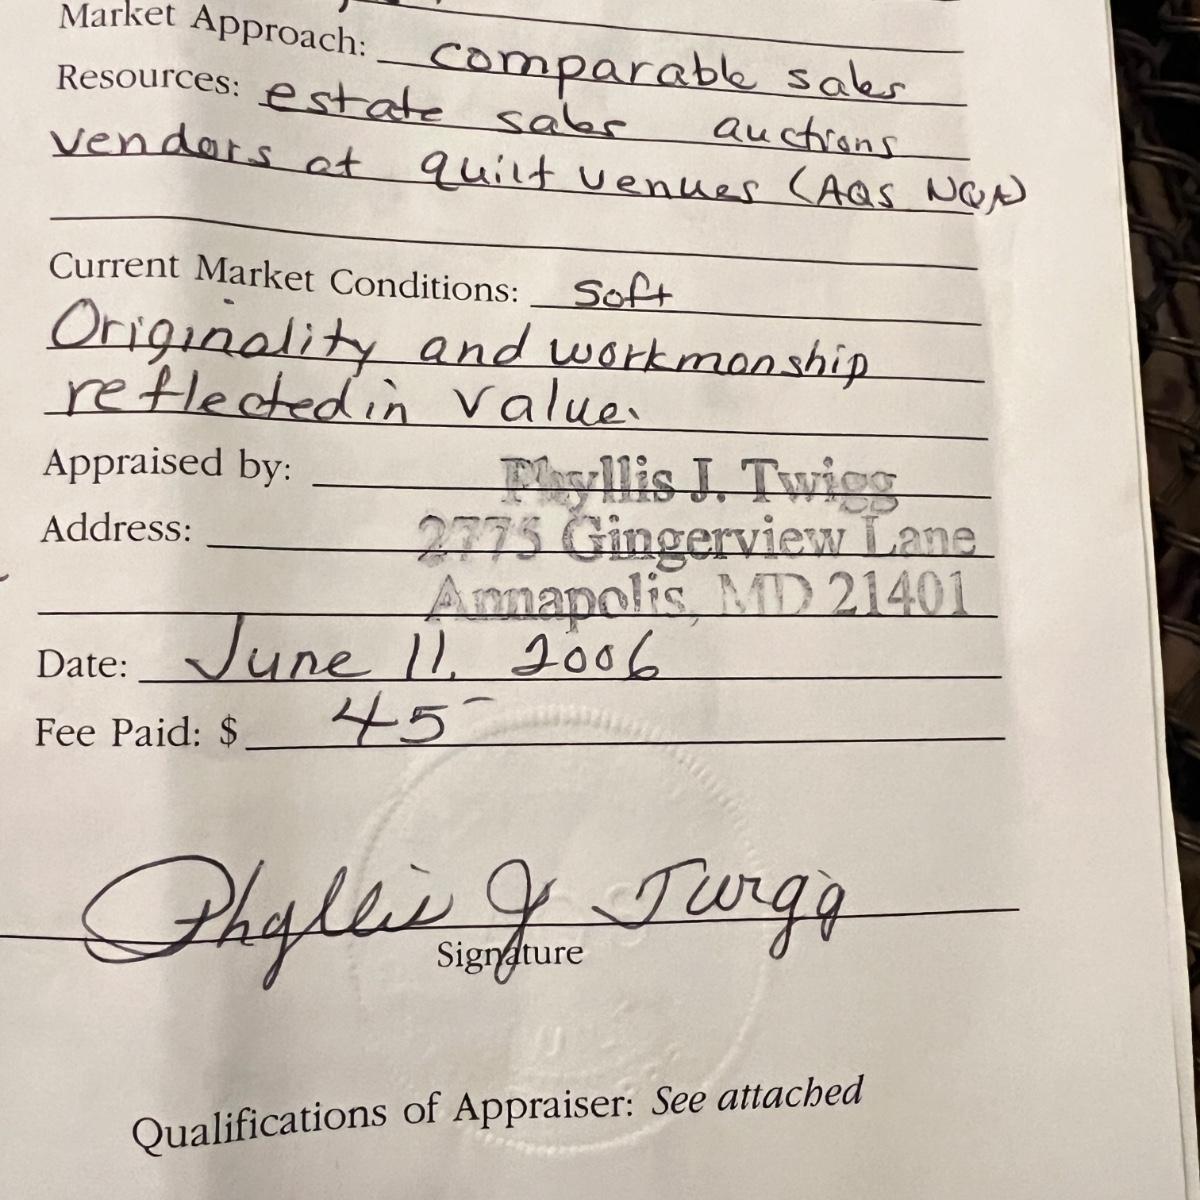 Market Approach: comparable sales
Resources: estate sales auctions
vendors at quilt venues (AQS NQA)
Current Market Conditions: Soft
Originality and workmanship
reflected in value.
Appraised by: Phyllis J. Twigg
Address: 2775 Gingerview Lane
Annapolis, MD 21401
Date: June 11, 2006
Fee Paid: $ 45-
Phyllis J Twigg
Signature
Qualifications of Appraiser: See attached